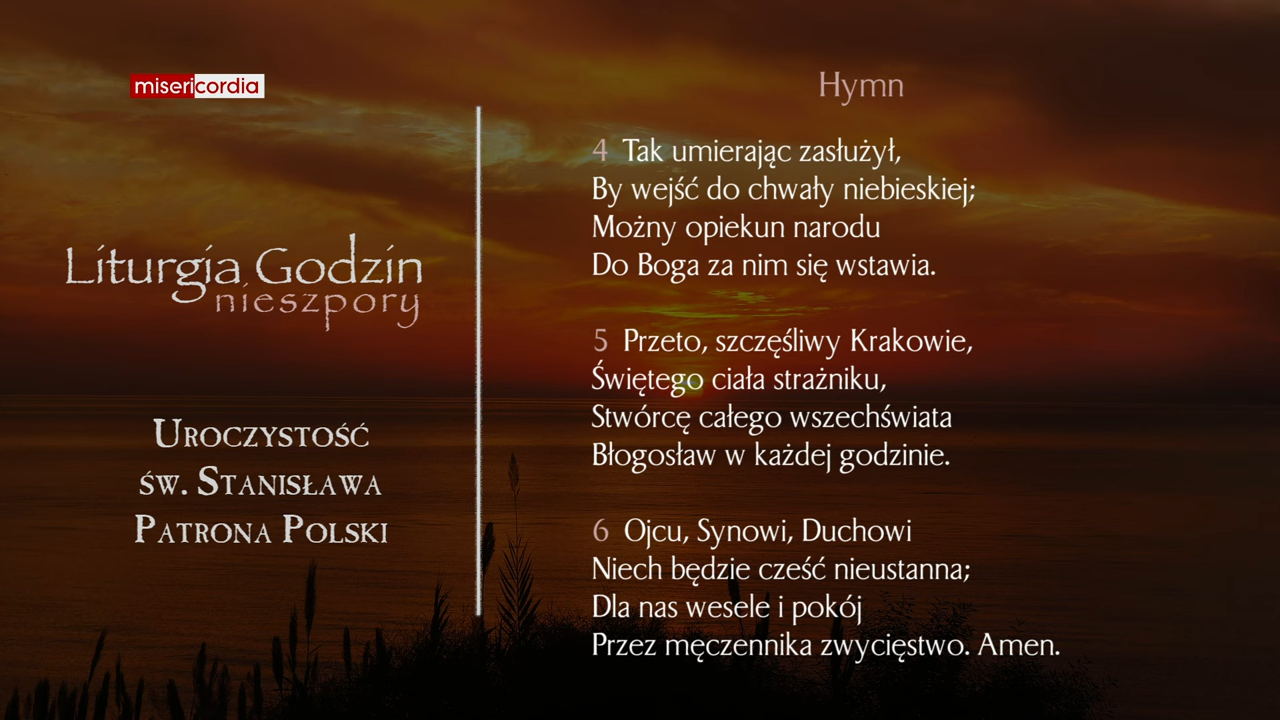 misericordia
Liturgia Godzin
nieszpory
Uroczystość
św. Stanisława
Patrona Polski
Hymn
4 Tak umierając zasłużył,
By wejść do chwały niebieskiej;
Możny opiekun narodu
Do Boga za nim się wstawia.
5 Przeto, szczęśliwy Krakowie,
Świętego ciała strażniku,
Stwórcę całego wszechświata
Błogosław w każdej godzinie.
6 Ojcu, Synowi, Duchowi
Niech będzie cześć nieustanna;
Dla nas wesele i pokój
Przez męczennika zwycięstwo. Amen.